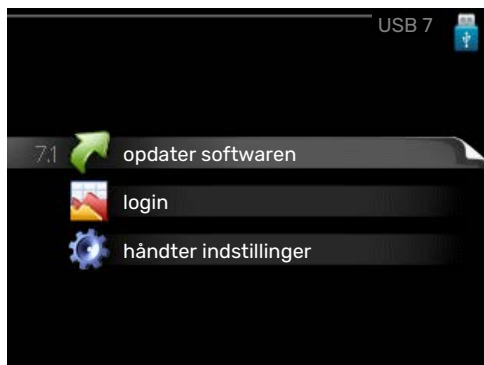 USB 7
7.1 opdater softwaren
login
håndter indstillinger